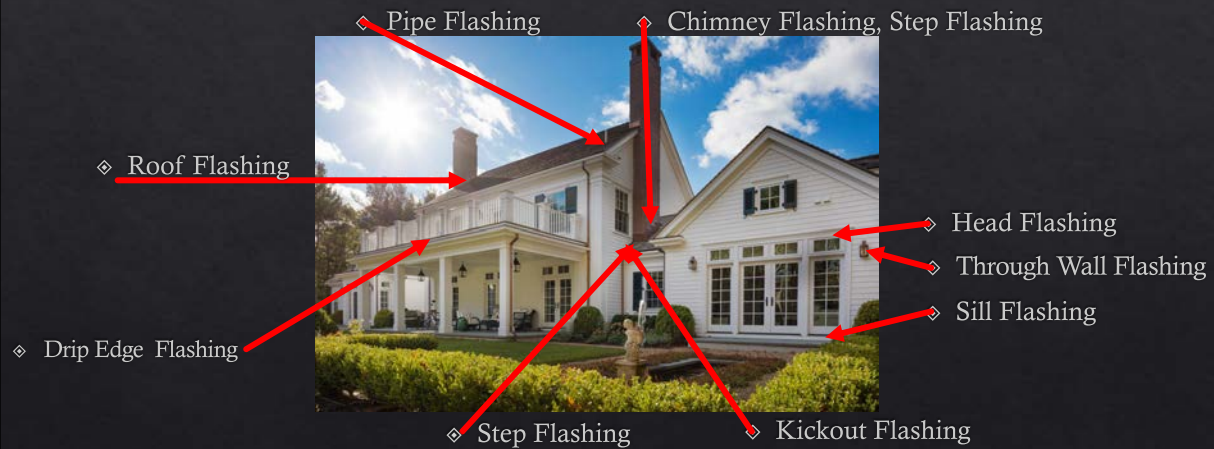 Pipe Flashing
Chimney Flashing, Step Flashing
Roof Flashing
Head Flashing
Through Wall Flashing
Sill Flashing
Drip Edge Flashing
Step Flashing
Kickout Flashing